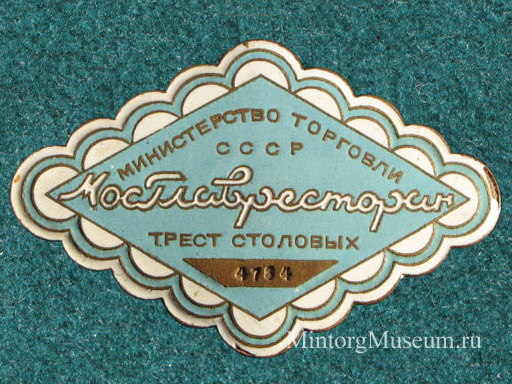 МИНИСТЕРСТВО ТОРГОВЛИ
СССР
МосГлавресторан
ТРЕСТ СТОЛОВЫХ
4784
MintorgMuseum.ru